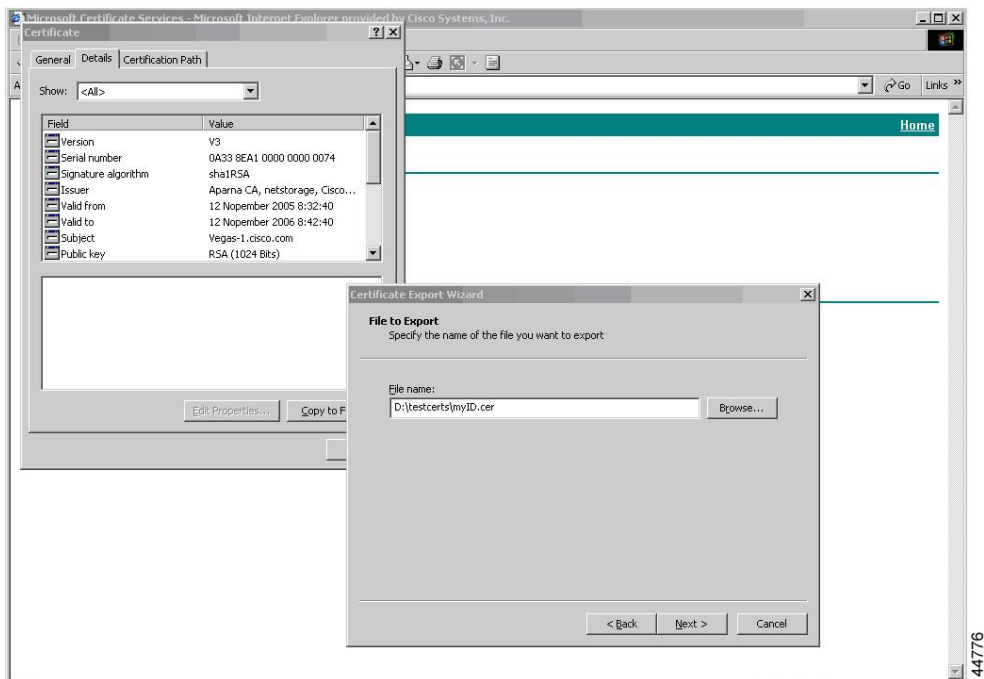 Microsoft Certificate Services - Microsoft Internet Explorer provided by Cisco Systems, Inc.
Certificate
General Details Certification Path
Show: <All>
Field Value
Version V3
Serial number 0A33 8EA1 0000 0000 0074
Signature algorithm sha1RSA
Issuer Aparna CA, netstorage, Cisco...
Valid from 12 Nopember 2005 8:32:40
Valid to 12 Nopember 2006 8:42:40
Subject Vegas-1.cisco.com
Public key RSA (1024 Bits)
Edit Properties... Copy to F
Go Links »
Home
Certificate Export Wizard
File to Export
Specify the name of the file you want to export
File name:
D:\testcerts\myID.cer Browse...
< Back Next > Cancel
44776